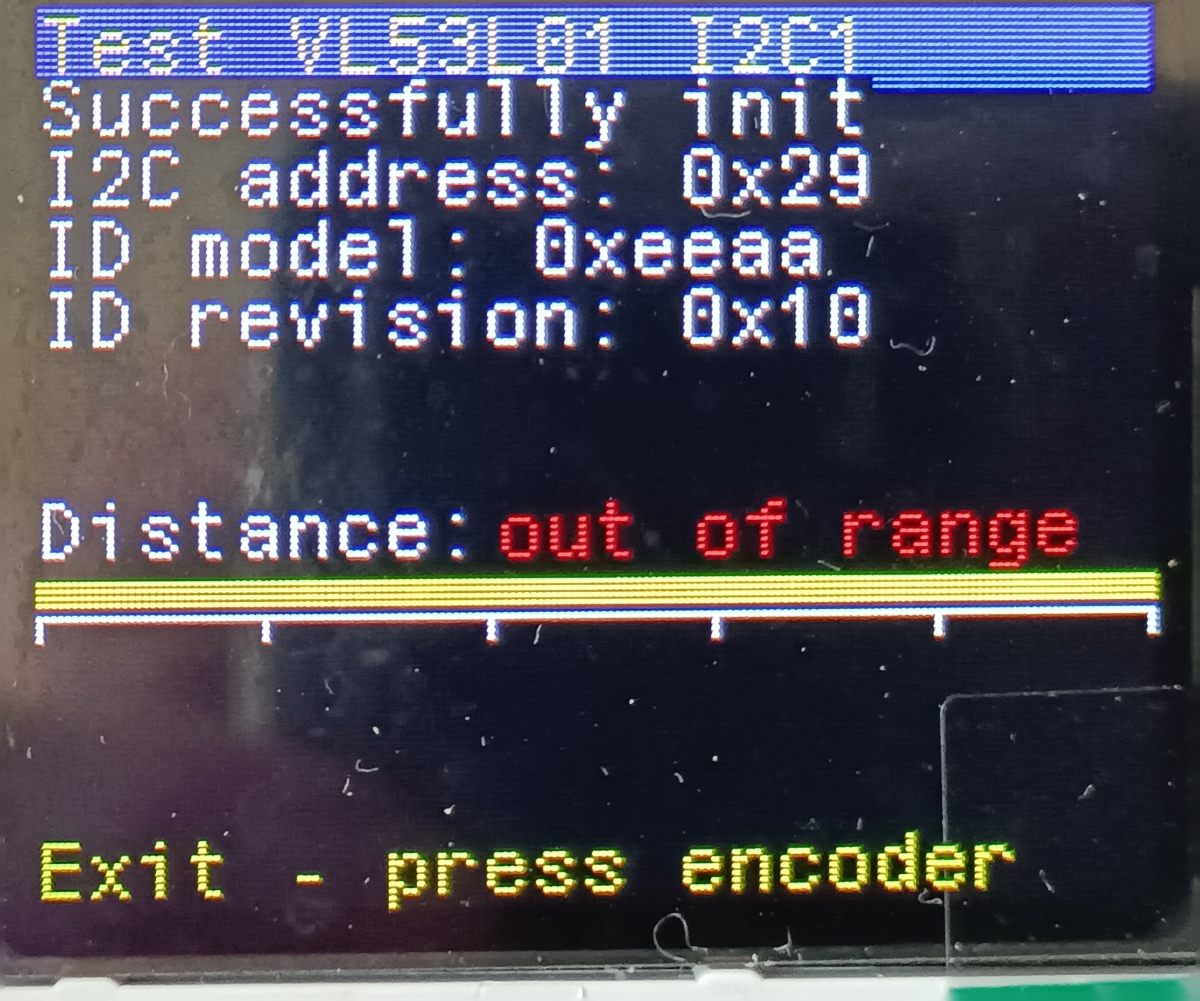 Test VL53L01 I2C1
Successfully init
I2C address: 0x29
ID model: 0xeeaa
ID revision: 0x10
Distance: out of range
Exit - press encoder